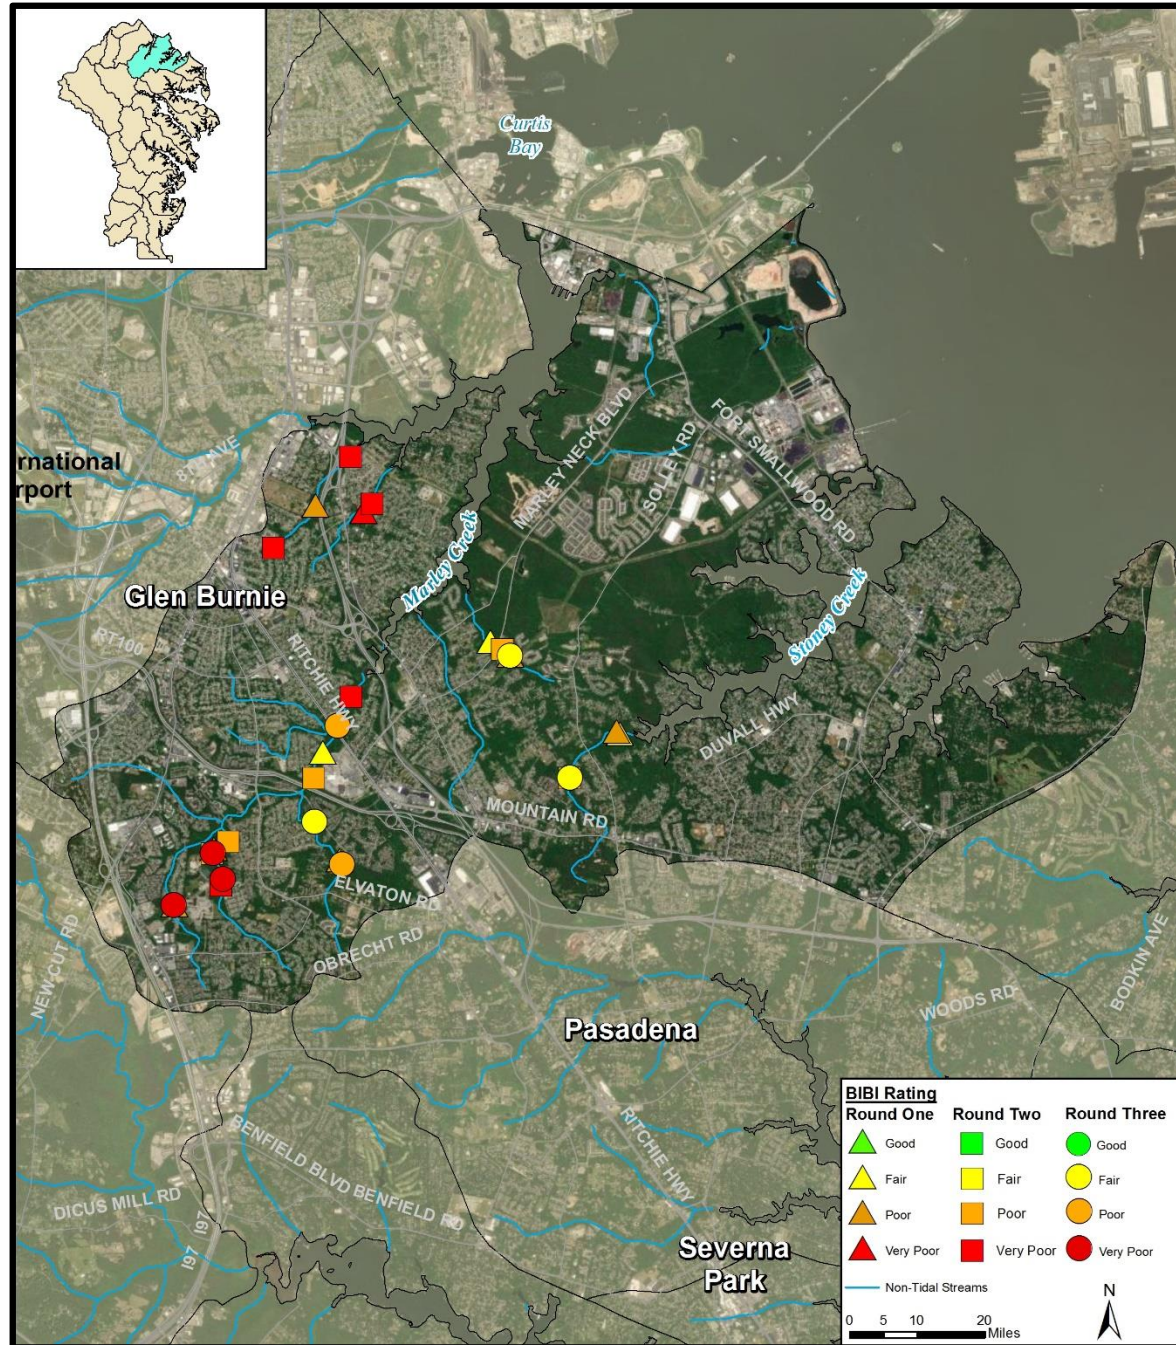 Curtis
Bay
rnational
rport
MARLEY NECK BLVD
SOLLEY RD
FORT SMALLWOOD RD
Marley Creek
Stoney Creek
Glen Burnie
RT 100
RITCHIE HWY
DUVALL HWY
MOUNTAIN RD
ELVATON RD
OBRECHT RD
NEWCUT RD
WOODS RD
BODKIN AVE
Pasadena
BENFIELD BLVD
BENFIELD RD
RITCHIE HWY
DICUS MILL RD
I97
I97
Severna
Park
BIBI Rating
Round One Round Two Round Three
Good Good Good
Fair Fair Fair
Poor Poor Poor
Very Poor Very Poor Very Poor
Non-Tidal Streams
N
0 5 10 20
Miles